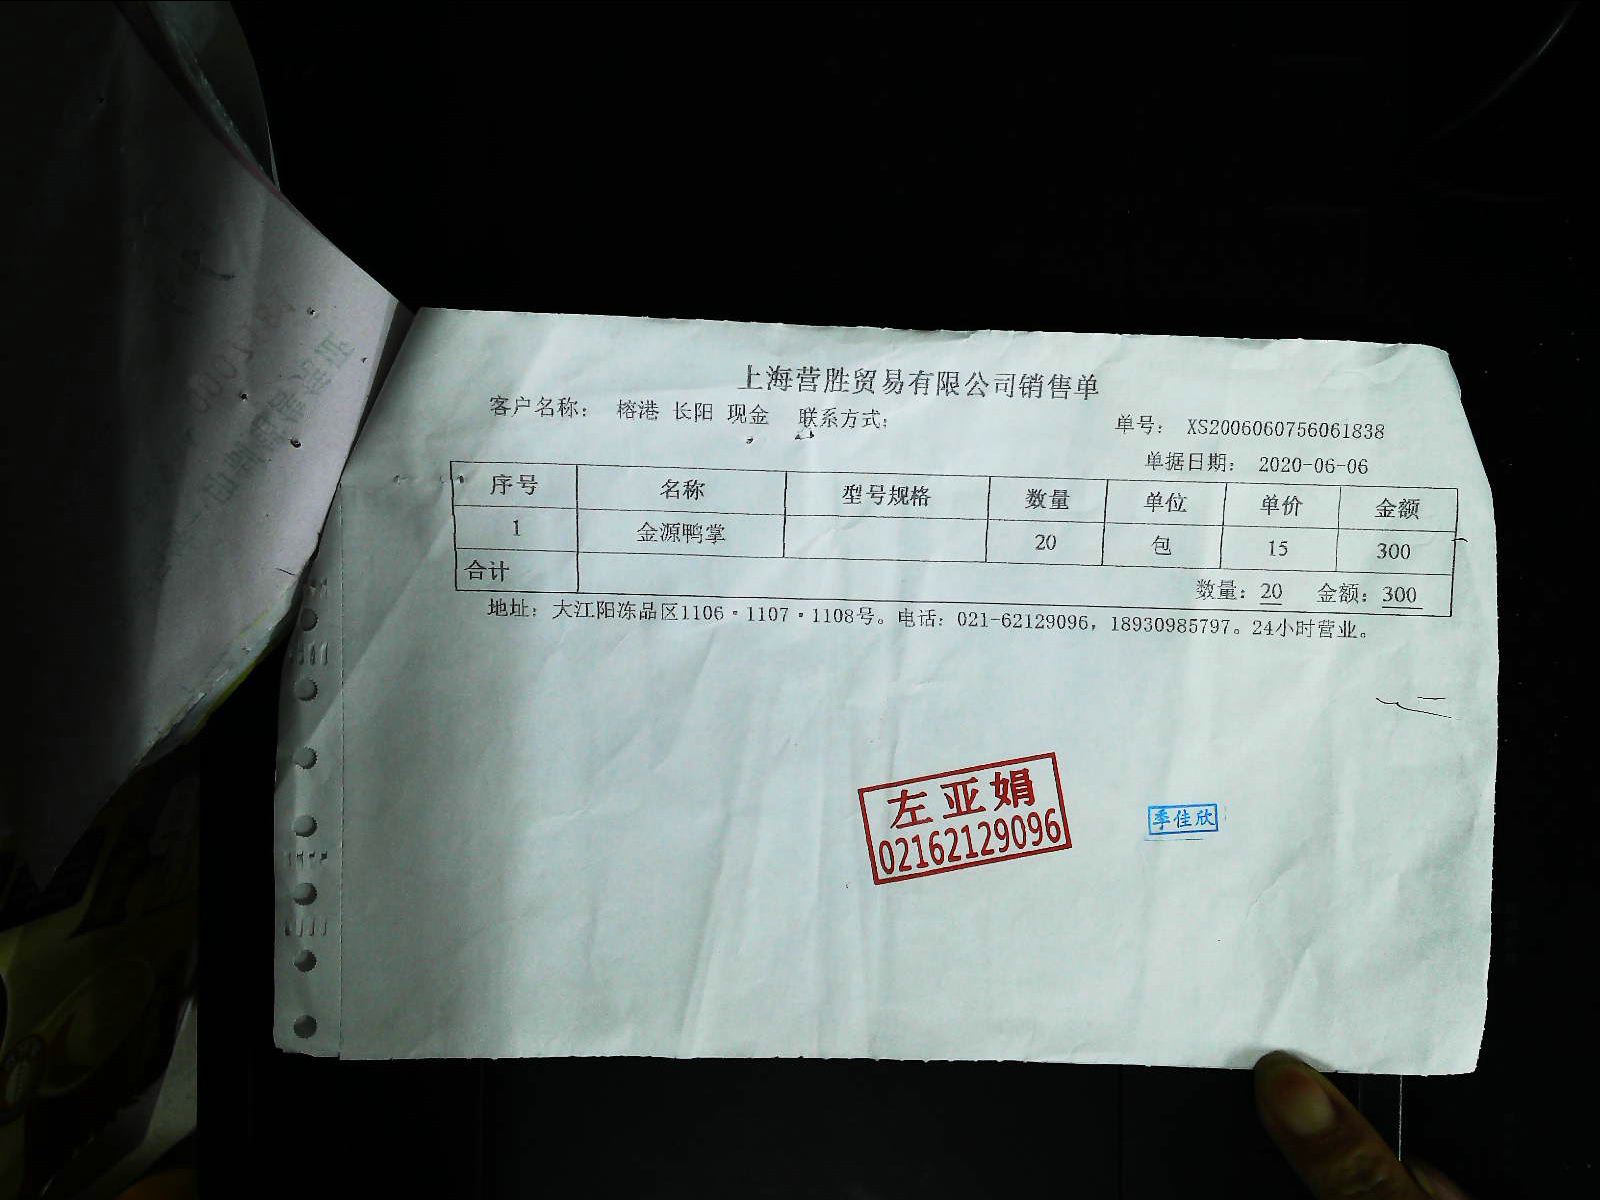 上海营胜贸易有限公司销售单
客户名称： 榕港 长阳 现金 联系方式： 单号： XS2006060756061838
单据日期： 2020-06-06
序号 名称 型号规格 数量 单位 单价 金额
1 金源鸭掌 20 包 15 300
合计 数量：20 金额：300
地址：大江阳冻品区1106·1107·1108号。电话：021-62129096，18930985797。24小时营业。
左亚娟
02162129096
季佳欣